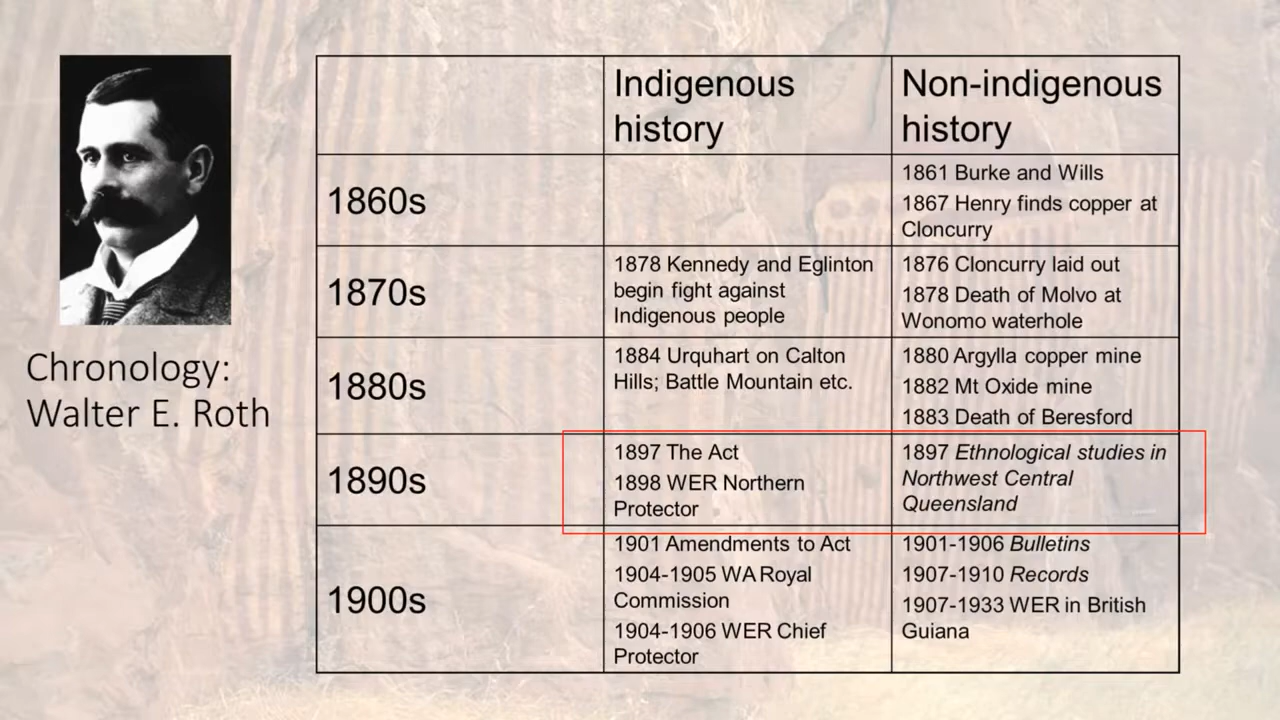 Chronology:
Walter E. Roth
Indigenous
history
Non-indigenous
history
1860s
1861 Burke and Wills
1867 Henry finds copper at
Cloncurry
1870s
1878 Kennedy and Eglinton
begin fight against
Indigenous people
1876 Cloncurry laid out
1878 Death of Molvo at
Wonomo waterhole
1880s
1884 Urquhart on Calton
Hills; Battle Mountain etc.
1880 Argylla copper mine
1882 Mt Oxide mine
1883 Death of Beresford
1890s
1897 The Act
1898 WER Northern
Protector
1897 Ethnological studies in
Northwest Central
Queensland
1900s
1901 Amendments to Act
1904-1905 WA Royal
Commission
1904-1906 WER Chief
Protector
1901-1906 Bulletins
1907-1910 Records
1907-1933 WER in British
Guiana